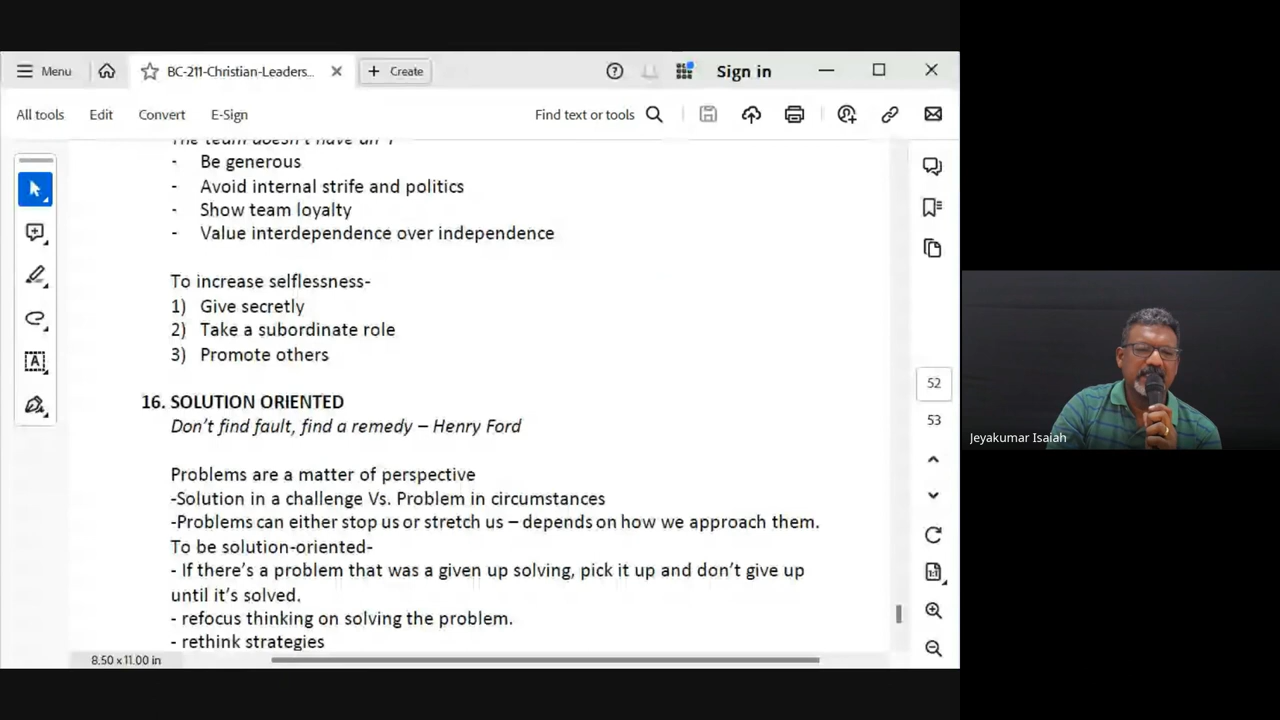 Menu
BC-211-Christian-Leaders...
Create
Sign in
All tools
Edit
Convert
E-Sign
Find text or tools
The team doesn't have an 'I'
- Be generous
- Avoid internal strife and politics
- Show team loyalty
- Value interdependence over independence
To increase selflessness-
1) Give secretly
2) Take a subordinate role
3) Promote others
16. SOLUTION ORIENTED
Don't find fault, find a remedy – Henry Ford
Problems are a matter of perspective
-Solution in a challenge Vs. Problem in circumstances
-Problems can either stop us or stretch us – depends on how we approach them.
To be solution-oriented-
- If there's a problem that was a given up solving, pick it up and don't give up
until it's solved.
- refocus thinking on solving the problem.
- rethink strategies
52
53
8.50 x 11.00 in
Jeyakumar Isaiah